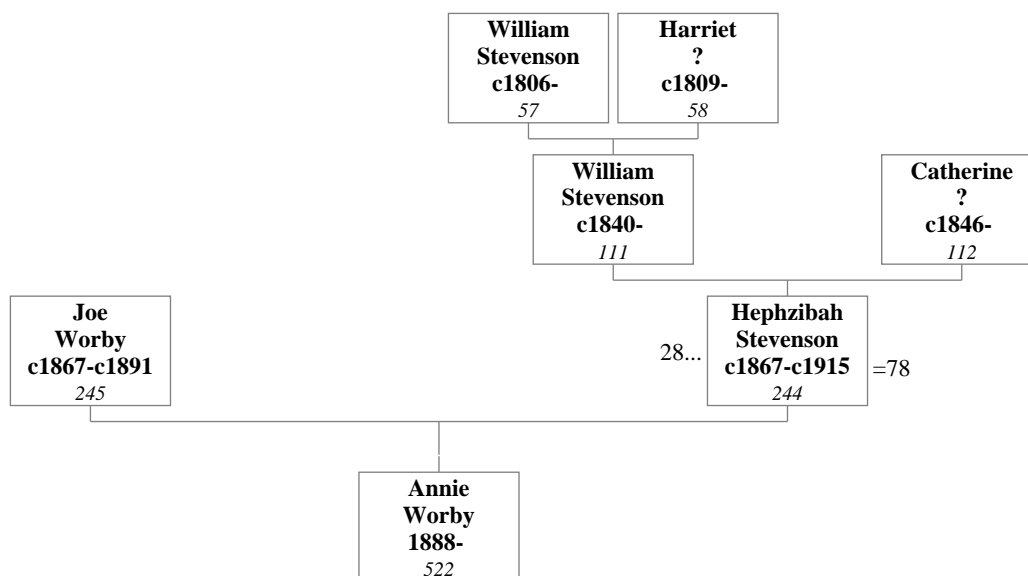 William
Stevenson
c1806-
57
Harriet
?
c1809-
58
William
Stevenson
c1840-
111
Catherine
?
c1846-
112
Joe
Worby
c1867-c1891
245
28...
Hephzibah
Stevenson
c1867-c1915
244
=78
Annie
Worby
1888-
522